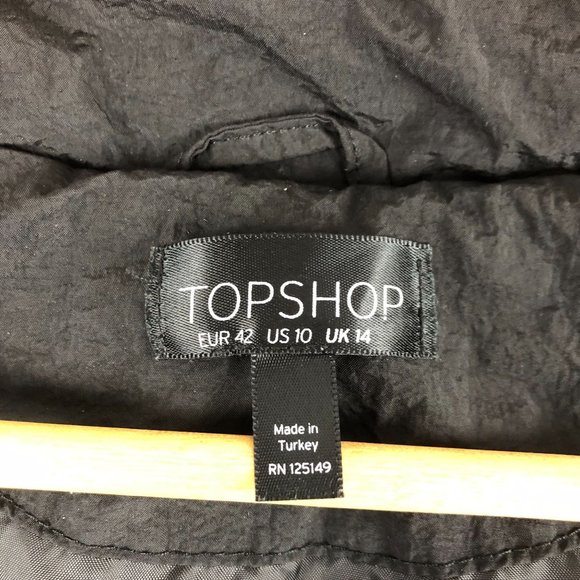 TOPSHOP
EUR 42 US 10 UK 14
Made in
Turkey
RN 125149